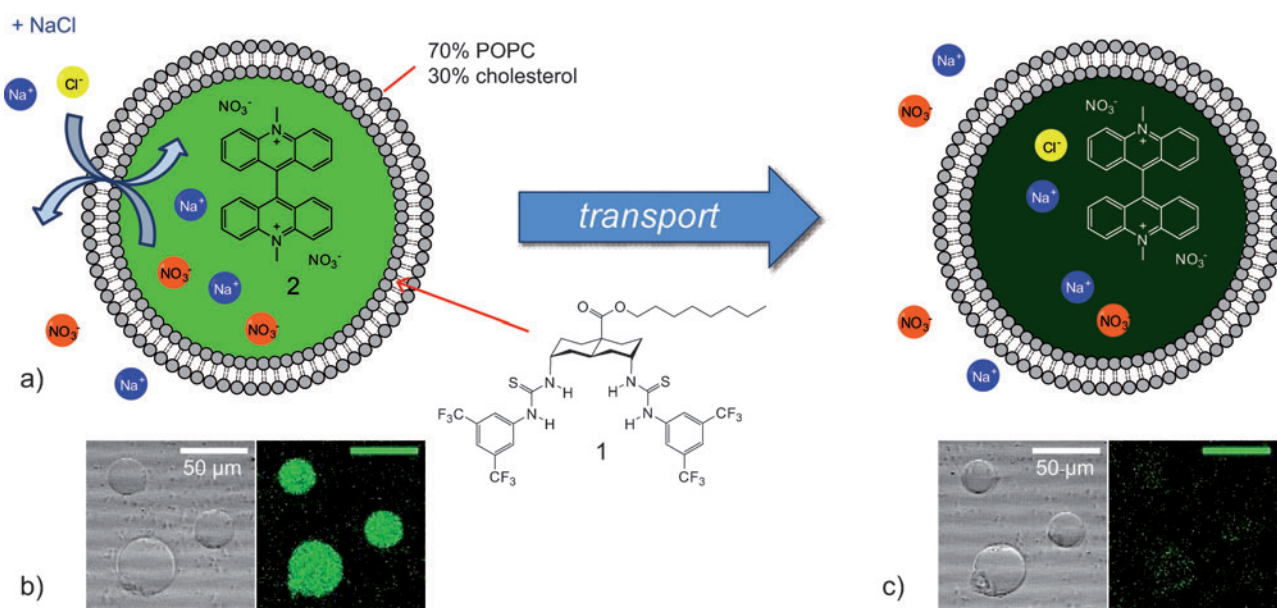 + NaCl
Na⁺
Cl⁻
70% POPC
30% cholesterol
NO₃⁻
N
+
Na⁺
+
N
NO₃⁻
NO₃⁻
Na⁺
2
NO₃⁻
NO₃⁻
Na⁺
a)
transport
O
O
S
N
H
N
H
N
H
S
N
H
F₃C
CF₃
CF₃
CF₃
1
Na⁺
NO₃⁻
NO₃⁻
Cl⁻
Na⁺
N
+
+
N
NO₃⁻
Na⁺
NO₃⁻
NO₃⁻
Na⁺
50 µm
b)
50 µm
c)